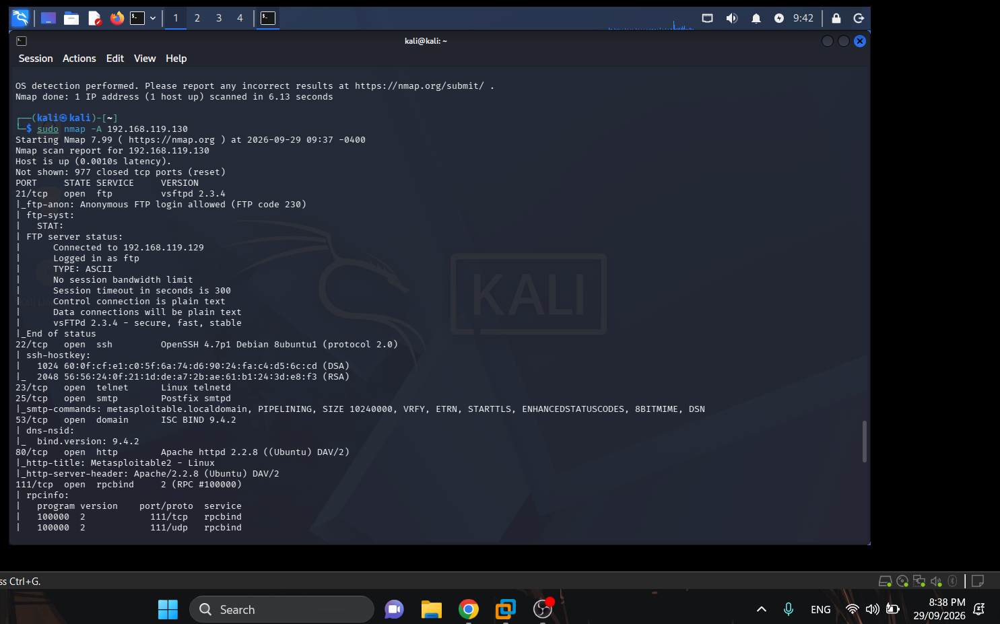 1 2 3 4
9:42
kali@kali: ~
Session Actions Edit View Help
OS detection performed. Please report any incorrect results at https://nmap.org/submit/ .
Nmap done: 1 IP address (1 host up) scanned in 6.13 seconds
┌──(kali㉿kali)-[~]
└─$ sudo nmap -A 192.168.119.130
Starting Nmap 7.99 ( https://nmap.org ) at 2026-09-29 09:37 -0400
Nmap scan report for 192.168.119.130
Host is up (0.0010s latency).
Not shown: 977 closed tcp ports (reset)
PORT     STATE SERVICE     VERSION
21/tcp   open  ftp         vsftpd 2.3.4
|_ftp-anon: Anonymous FTP login allowed (FTP code 230)
| ftp-syst:
|   STAT:
| FTP server status:
|      Connected to 192.168.119.129
|      Logged in as ftp
|      TYPE: ASCII
|      No session bandwidth limit
|      Session timeout in seconds is 300
|      Control connection is plain text
|      Data connections will be plain text
|      vsFTPd 2.3.4 - secure, fast, stable
|_End of status
22/tcp   open  ssh         OpenSSH 4.7p1 Debian 8ubuntu1 (protocol 2.0)
| ssh-hostkey:
|   1024 60:0f:cf:e1:c0:5f:6a:74:d6:90:24:fa:c4:d5:6c:cd (DSA)
|_  2048 56:56:24:0f:21:1d:de:a7:2b:ae:61:b1:24:3d:e8:f3 (RSA)
23/tcp   open  telnet      Linux telnetd
25/tcp   open  smtp        Postfix smtpd
|_smtp-commands: metasploitable.localdomain, PIPELINING, SIZE 10240000, VRFY, ETRN, STARTTLS, ENHANCEDSTATUSCODES, 8BITMIME, DSN
53/tcp   open  domain      ISC BIND 9.4.2
| dns-nsid:
|_  bind.version: 9.4.2
80/tcp   open  http        Apache httpd 2.2.8 ((Ubuntu) DAV/2)
|_http-title: Metasploitable2 - Linux
|_http-server-header: Apache/2.2.8 (Ubuntu) DAV/2
111/tcp  open  rpcbind     2 (RPC #100000)
| rpcinfo:
|   program version    port/proto  service
|   100000  2            111/tcp   rpcbind
|   100000  2            111/udp   rpcbind
KALI
ss Ctrl+G.
Search
ENG
8:38 PM
29/09/2026